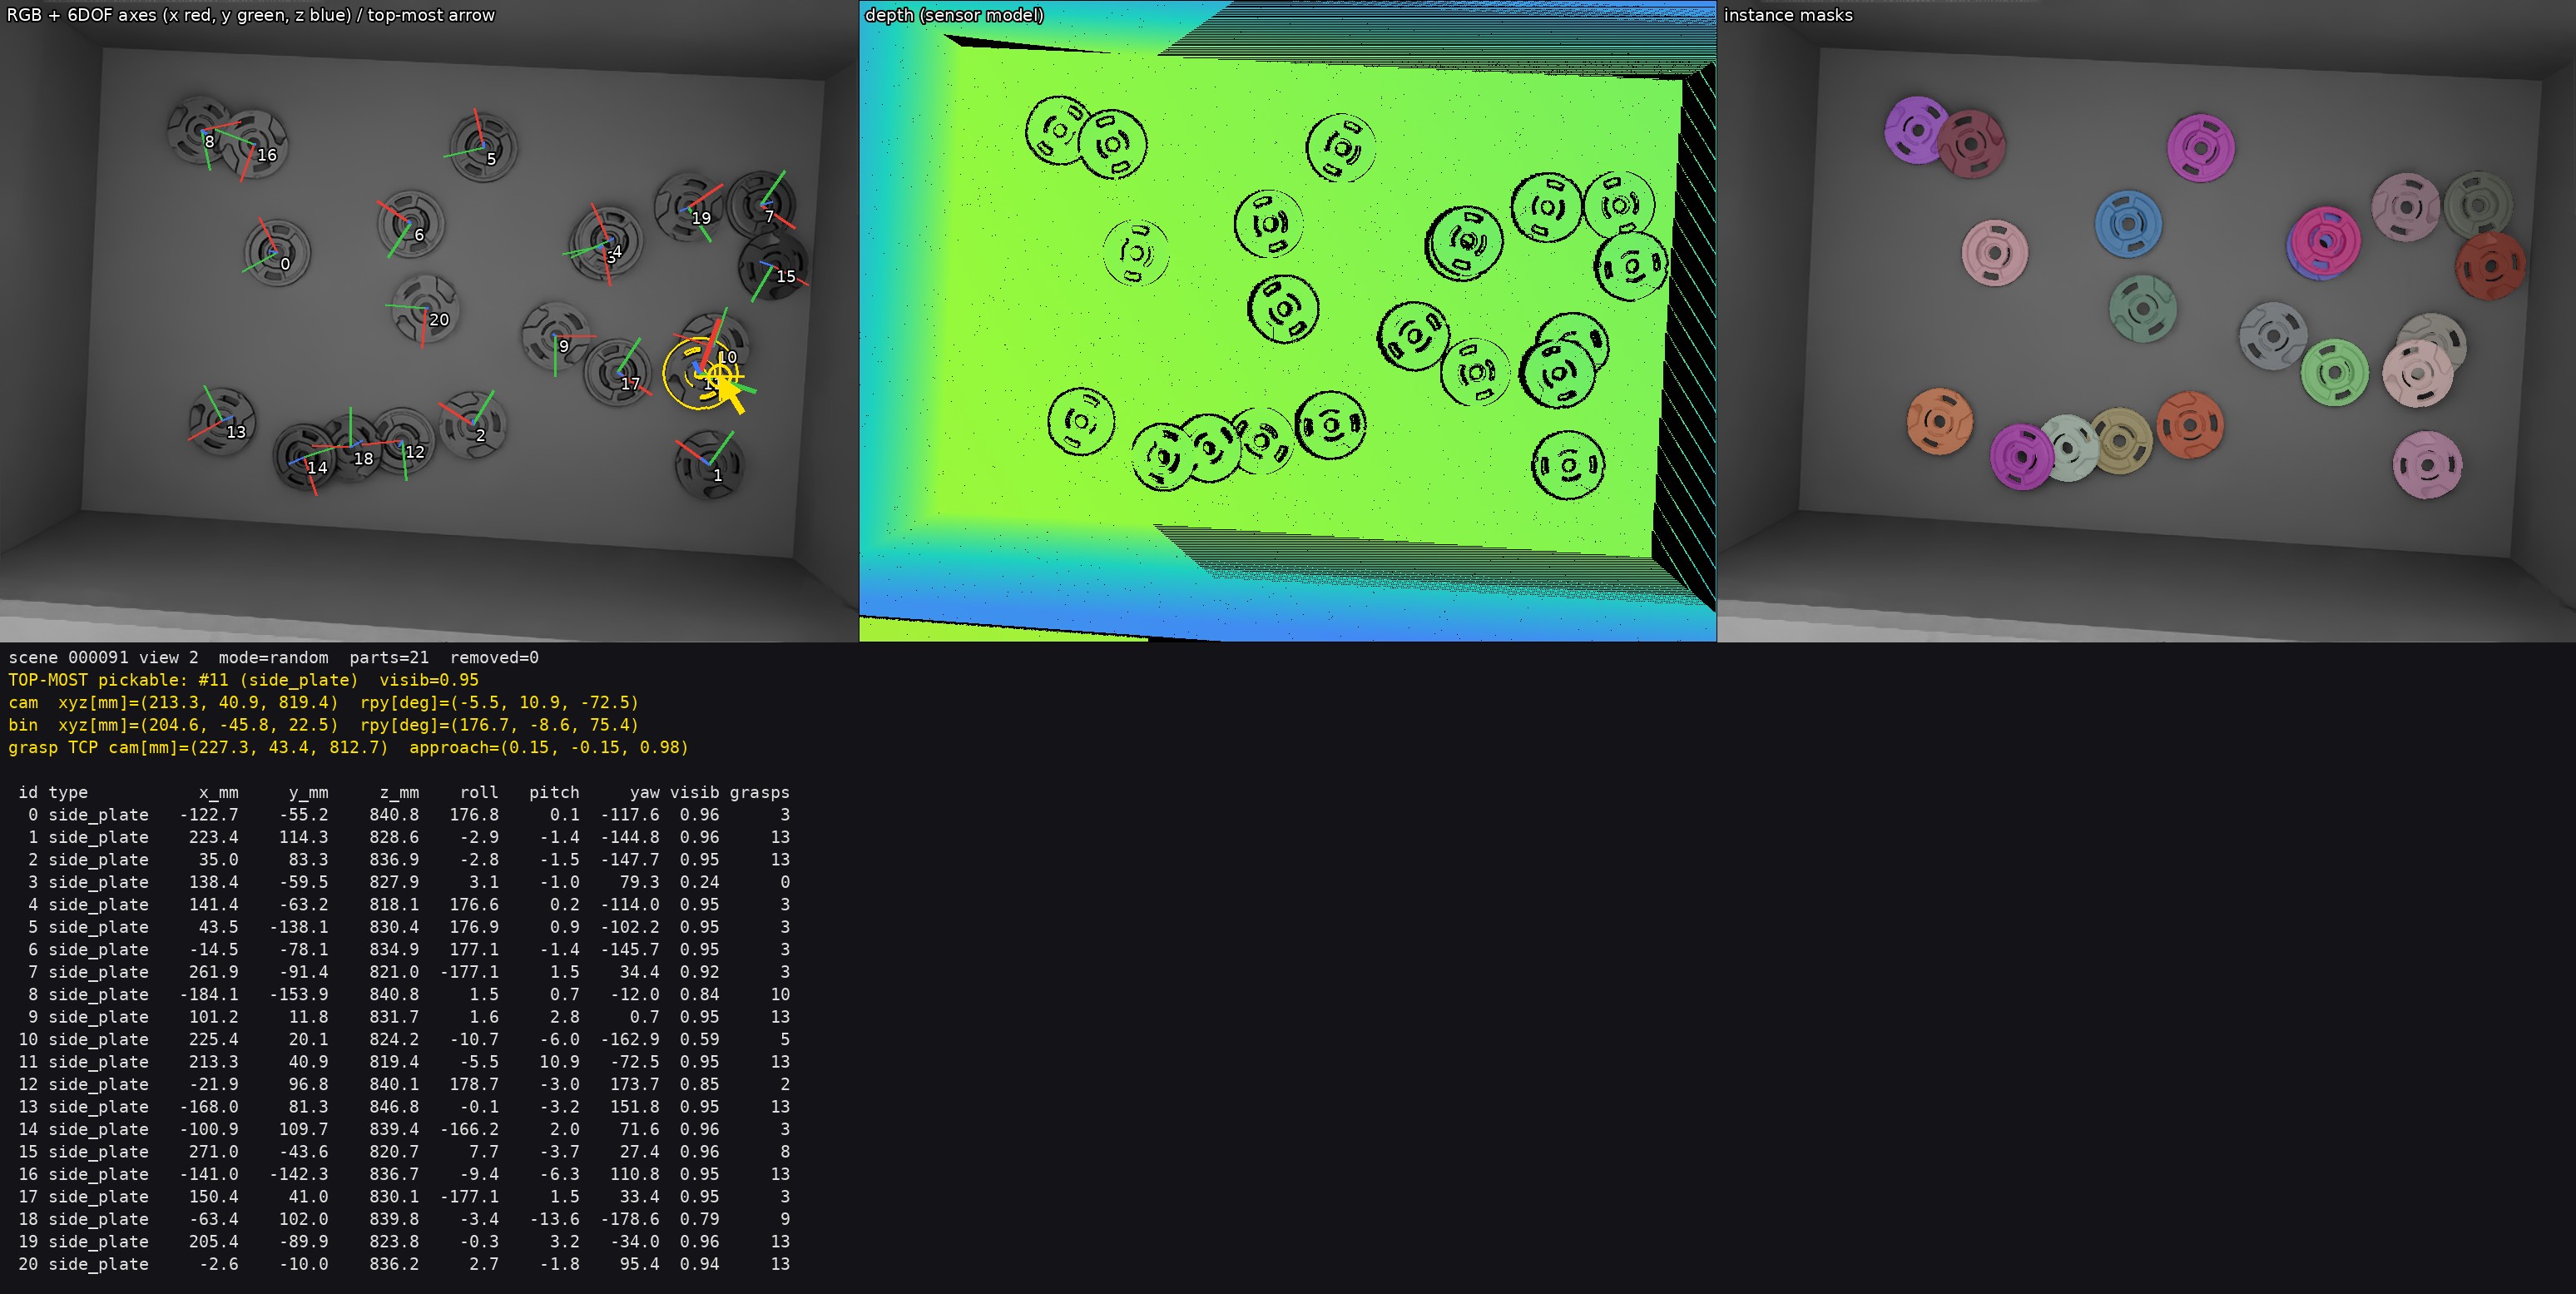 RGB + 6DOF axes (x red, y green, z blue) / top-most arrow
depth (sensor model)
instance masks
8
16
5
19
7
6
4
3
0
15
20
9
10
17
13
2
12
18
14
1
scene 000091 view 2 mode=random parts=21 removed=0
TOP-MOST pickable: #11 (side_plate) visib=0.95
cam xyz[mm]=(213.3, 40.9, 819.4) rpy[deg]=(-5.5, 10.9, -72.5)
bin xyz[mm]=(204.6, -45.8, 22.5) rpy[deg]=(176.7, -8.6, 75.4)
grasp TCP cam[mm]=(227.3, 43.4, 812.7) approach=(0.15, -0.15, 0.98)
id type x_mm y_mm z_mm roll pitch yaw visib grasps
0 side_plate -122.7 -55.2 840.8 176.8 0.1 -117.6 0.96 3
1 side_plate 223.4 114.3 828.6 -2.9 -1.4 -144.8 0.96 13
2 side_plate 35.0 83.3 836.9 -2.8 -1.5 -147.7 0.95 13
3 side_plate 138.4 -59.5 827.9 3.1 -1.0 79.3 0.24 0
4 side_plate 141.4 -63.2 818.1 176.6 0.2 -114.0 0.95 3
5 side_plate 43.5 -138.1 830.4 176.9 0.9 -102.2 0.95 3
6 side_plate -14.5 -78.1 834.9 177.1 -1.4 -145.7 0.95 3
7 side_plate 261.9 -91.4 821.0 -177.1 1.5 34.4 0.92 3
8 side_plate -184.1 -153.9 840.8 1.5 0.7 -12.0 0.84 10
9 side_plate 101.2 11.8 831.7 1.6 2.8 0.7 0.95 13
10 side_plate 225.4 20.1 824.2 -10.7 -6.0 -162.9 0.59 5
11 side_plate 213.3 40.9 819.4 -5.5 10.9 -72.5 0.95 13
12 side_plate -21.9 96.8 840.1 178.7 -3.0 173.7 0.85 2
13 side_plate -168.0 81.3 846.8 -0.1 -3.2 151.8 0.95 13
14 side_plate -100.9 109.7 839.4 -166.2 2.0 71.6 0.96 3
15 side_plate 271.0 -43.6 820.7 7.7 -3.7 27.4 0.96 8
16 side_plate -141.0 -142.3 836.7 -9.4 -6.3 110.8 0.95 13
17 side_plate 150.4 41.0 830.1 -177.1 1.5 33.4 0.95 3
18 side_plate -63.4 102.0 839.8 -3.4 -13.6 -178.6 0.79 9
19 side_plate 205.4 -89.9 823.8 -0.3 3.2 -34.0 0.96 13
20 side_plate -2.6 -10.0 836.2 2.7 -1.8 95.4 0.94 13